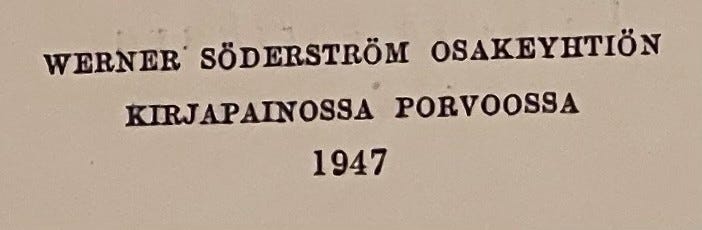 WERNER SÖDERSTRÖM OSAKEYHTIÖN
KIRJAPAINOSSA PORVOOSSA
1947